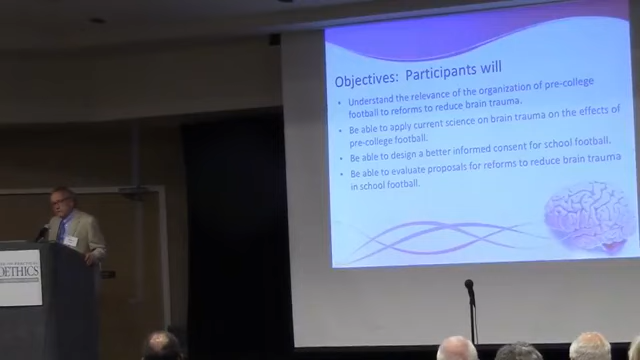 Objectives: Participants will
• Understand the relevance of the organization of pre-college
football to reforms to reduce brain trauma.
• Be able to apply current science on brain trauma on the effects of
pre-college football.
• Be able to design a better informed consent for school football.
• Be able to evaluate proposals for reforms to reduce brain trauma
in school football.
OETHICS